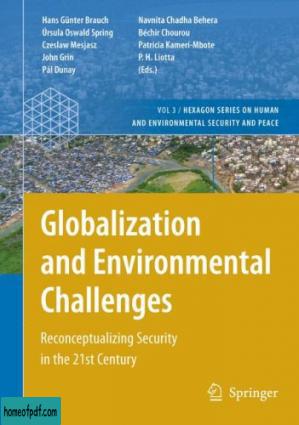 Hans Günter Brauch
Úrsula Oswald Spring
Czeslaw Mesjasz
John Grin
Pál Dunay
Navnita Chadha Behera
Béchir Chourou
Patricia Kameri-Mbote
P. H. Liotta
(Eds.)
VOL 3 / HEXAGON SERIES ON HUMAN
AND ENVIRONMENTAL SECURITY AND PEACE
Globalization
and Environmental
Challenges
Reconceptualizing Security
in the 21st Century
Springer
homeofpdf.com